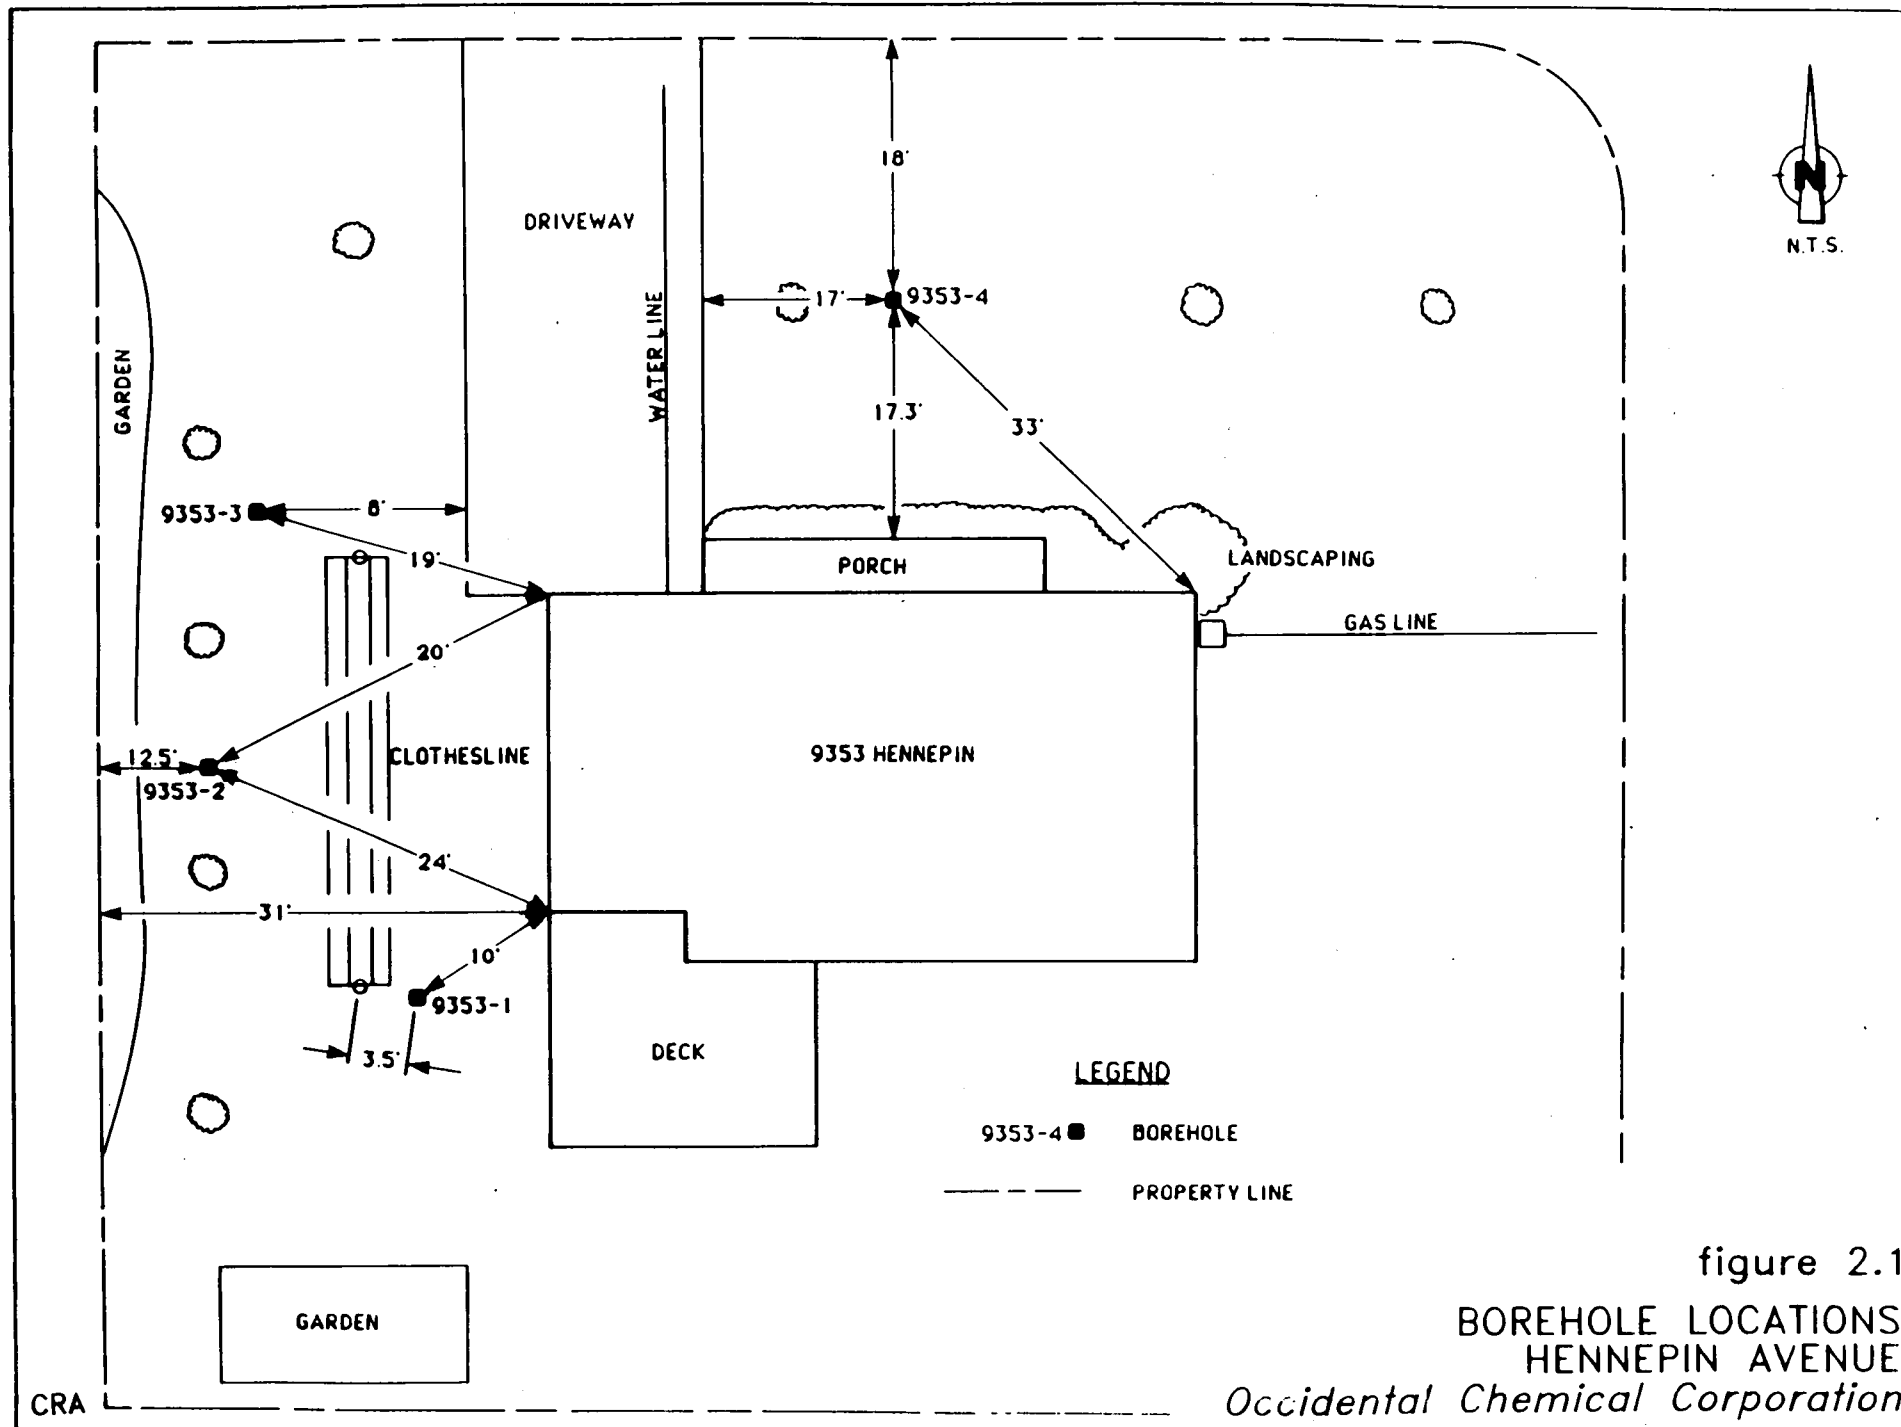 18'
N
N.T.S.
DRIVEWAY
WATER LINE
17'
9353-4
GARDEN
17.3'
33'
9353-3
8'
19'
PORCH
LANDSCAPING
GAS LINE
20'
12.5'
9353-2
CLOTHESLINE
9353 HENNEPIN
24'
31'
10'
9353-1
3.5'
DECK
LEGEND
9353-4 BOREHOLE
PROPERTY LINE
GARDEN
figure 2.1
BOREHOLE LOCATIONS
HENNEPIN AVENUE
Occidental Chemical Corporation
CRA